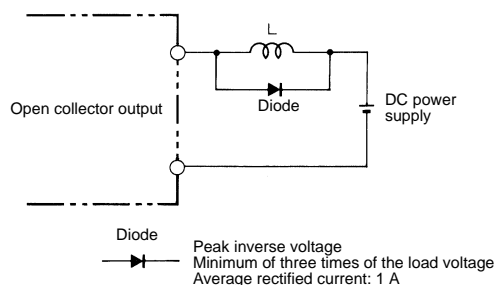 L
Diode
Open collector output
DC power
supply
Diode
Peak inverse voltage
Minimum of three times of the load voltage
Average rectified current: 1 A